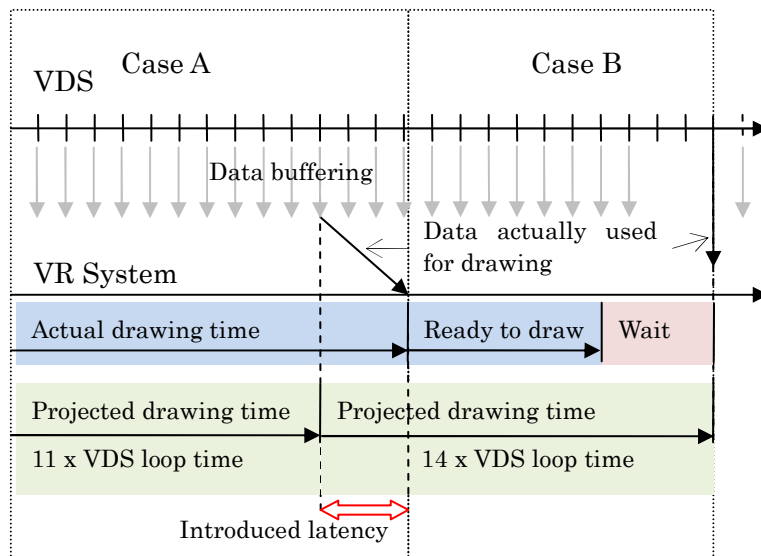 Case A
Case B
VDS
Data buffering
Data actually used
for drawing
VR System
Actual drawing time
Ready to draw
Wait
Projected drawing time
Projected drawing time
11 x VDS loop time
14 x VDS loop time
Introduced latency